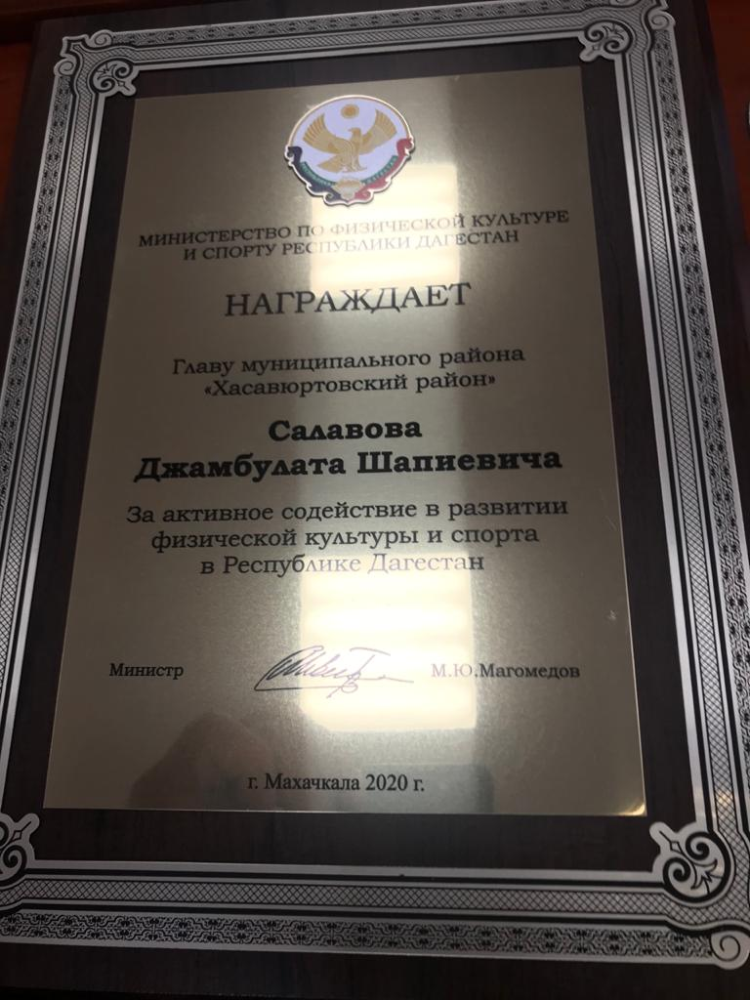 МИНИСТЕРСТВО ПО ФИЗИЧЕСКОЙ КУЛЬТУРЕ
И СПОРТУ РЕСПУБЛИКИ ДАГЕСТАН
НАГРАЖДАЕТ
Главу муниципального района
«Хасавюртовский район»
Салавова
Джамбулата Шапиевича
За активное содействие в развитии
физической культуры и спорта
в Республике Дагестан
Министр
М.Ю.Магомедов
г. Махачкала 2020 г.